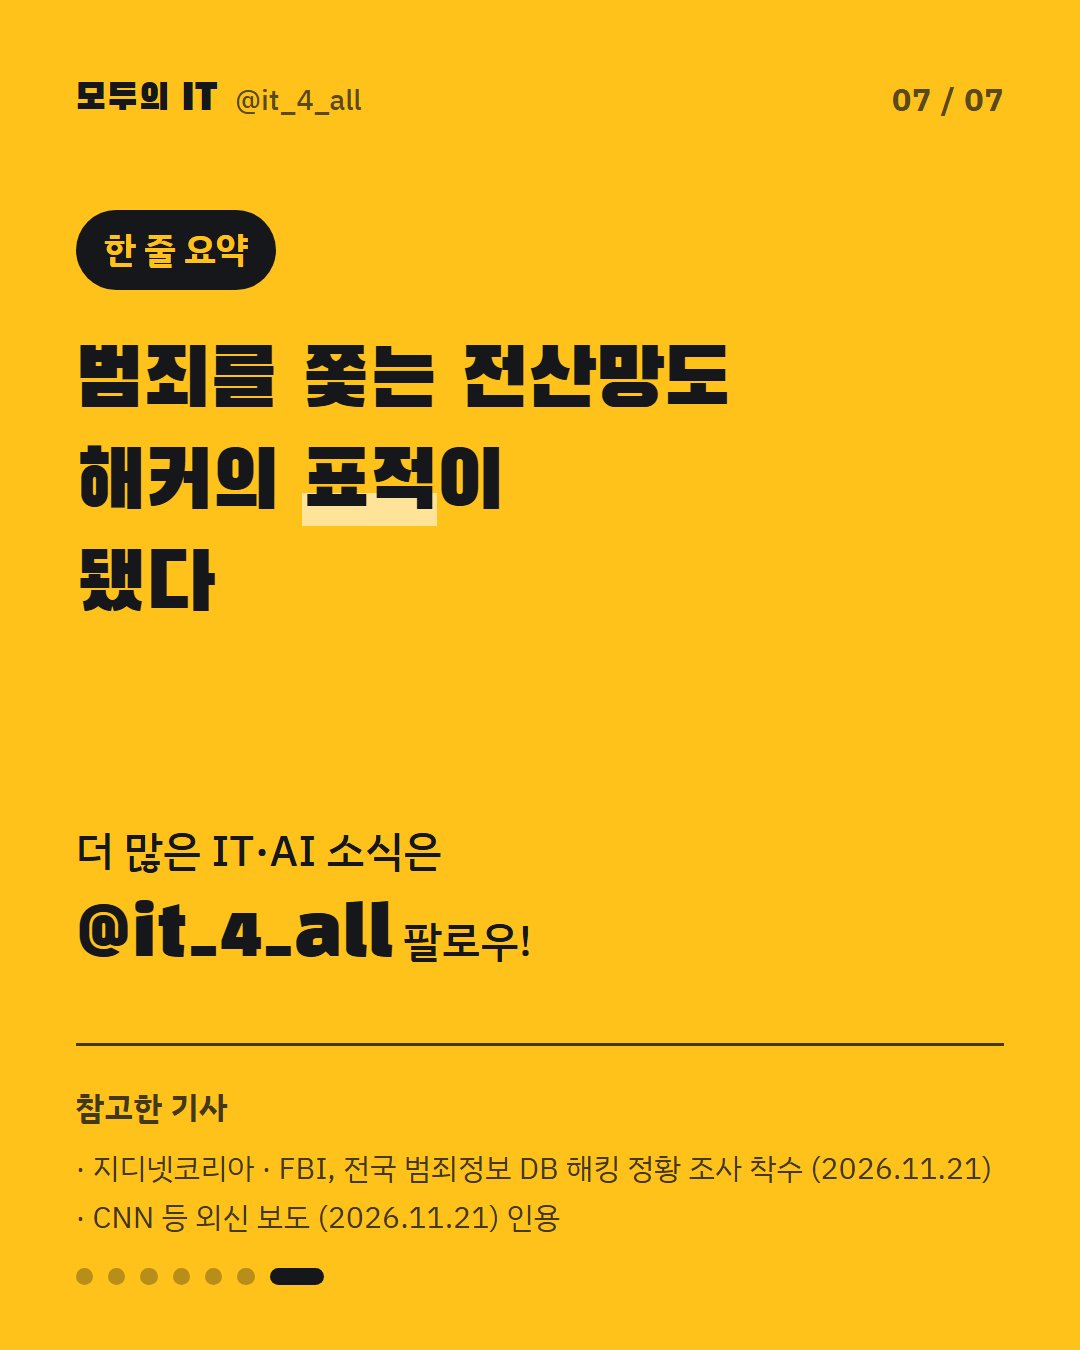 모두의 IT @it_4_all
07 / 07
한 줄 요약
범죄를 쫓는 전산망도
해커의 표적이
됐다
더 많은 IT·AI 소식은
@it_4_all 팔로우!
참고한 기사
· 지디넷코리아 · FBI, 전국 범죄정보 DB 해킹 정황 조사 착수 (2026.11.21)
· CNN 등 외신 보도 (2026.11.21) 인용